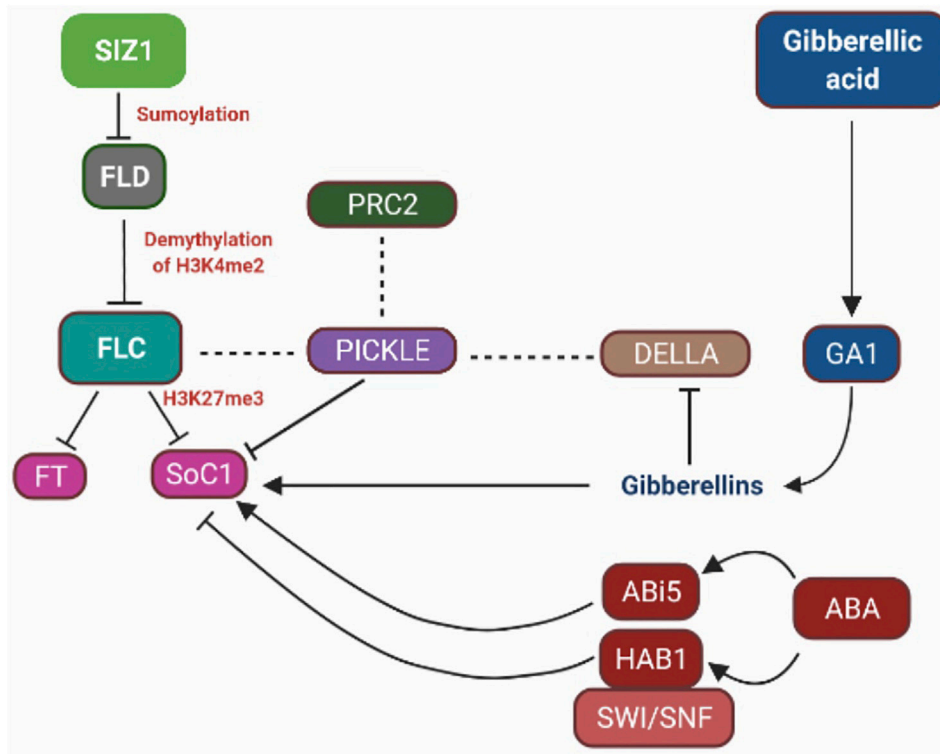 SIZ1
Gibberellic
acid
Sumoylation
FLD
PRC2
Demythylation
of H3K4me2
FLC
PICKLE
DELLA
GA1
H3K27me3
FT
SoC1
Gibberellins
ABi5
ABA
HAB1
SWI/SNF